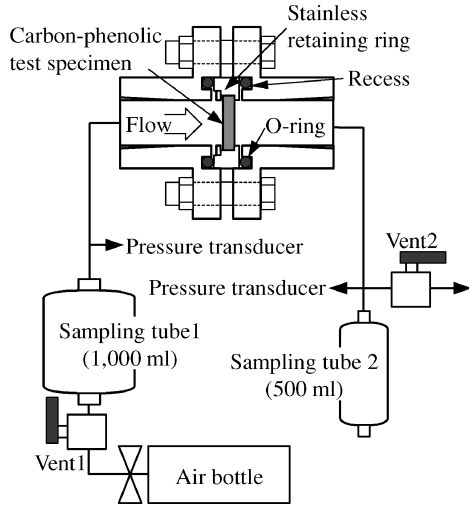 Stainless
retaining ring
Carbon-phenolic
test specimen
Recess
Flow
O-ring
Pressure transducer
Vent2
Pressure transducer
Sampling tube1
(1,000 ml)
Sampling tube 2
(500 ml)
Vent1
Air bottle